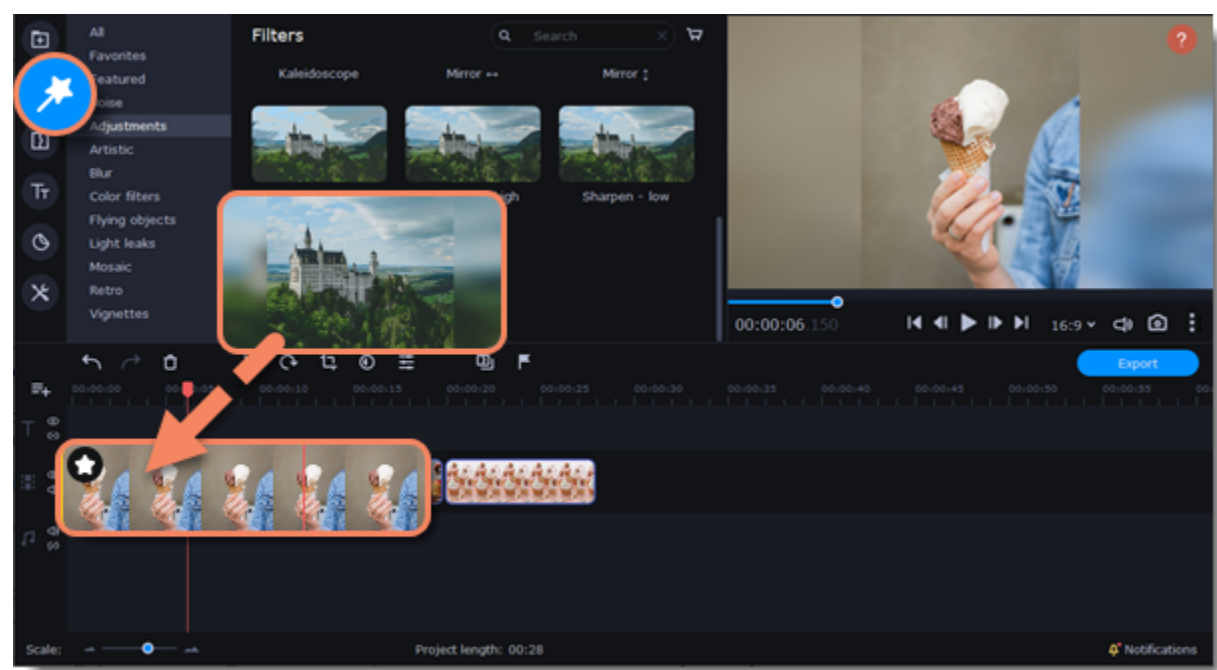 All
Favorites
Featured
Noise
Adjustments
Artistic
Blur
Color filters
Flying objects
Light leaks
Mosaic
Retro
Vignettes
Filters
Search
Kaleidoscope
Mirror ↔
Mirror ↕
Sharpen - low
?
00:00:06.150
16:9
Export
00:00:00
00:00:10
00:00:15
00:00:20
00:00:25
00:00:30
00:00:35
00:00:40
00:00:45
00:00:50
00:00:55
Scale:
Project length: 00:28
Notifications